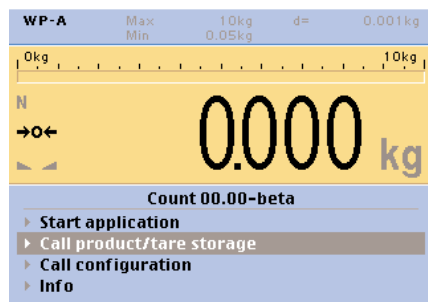 WP-A Max 10kg d= 0.001kg
Min 0.05kg
0kg 10kg
N
→0← 0.000 kg
Count 00.00-beta
Start application
Call product/tare storage
Call configuration
Info